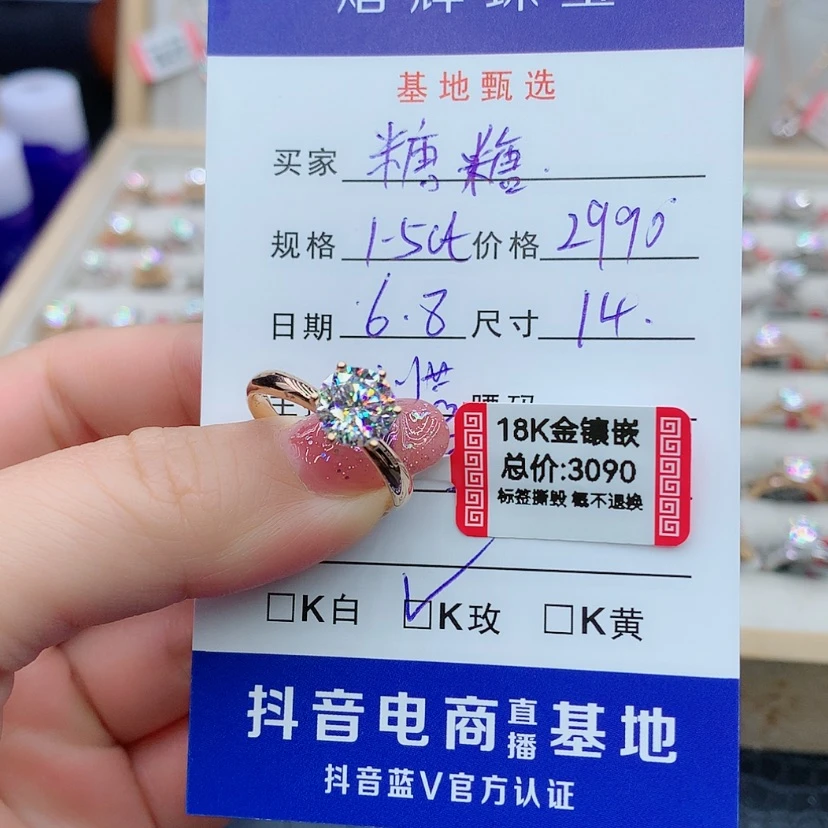 基地甄选
买家 糖糖.
规格 1-5ct 价格 2990
日期 6.8 尺寸 14.
18K金镶嵌
总价:3090
标签撕毁 概不退换
□K白 ☑K玫 □K黄
抖音电商直播基地
抖音蓝V官方认证